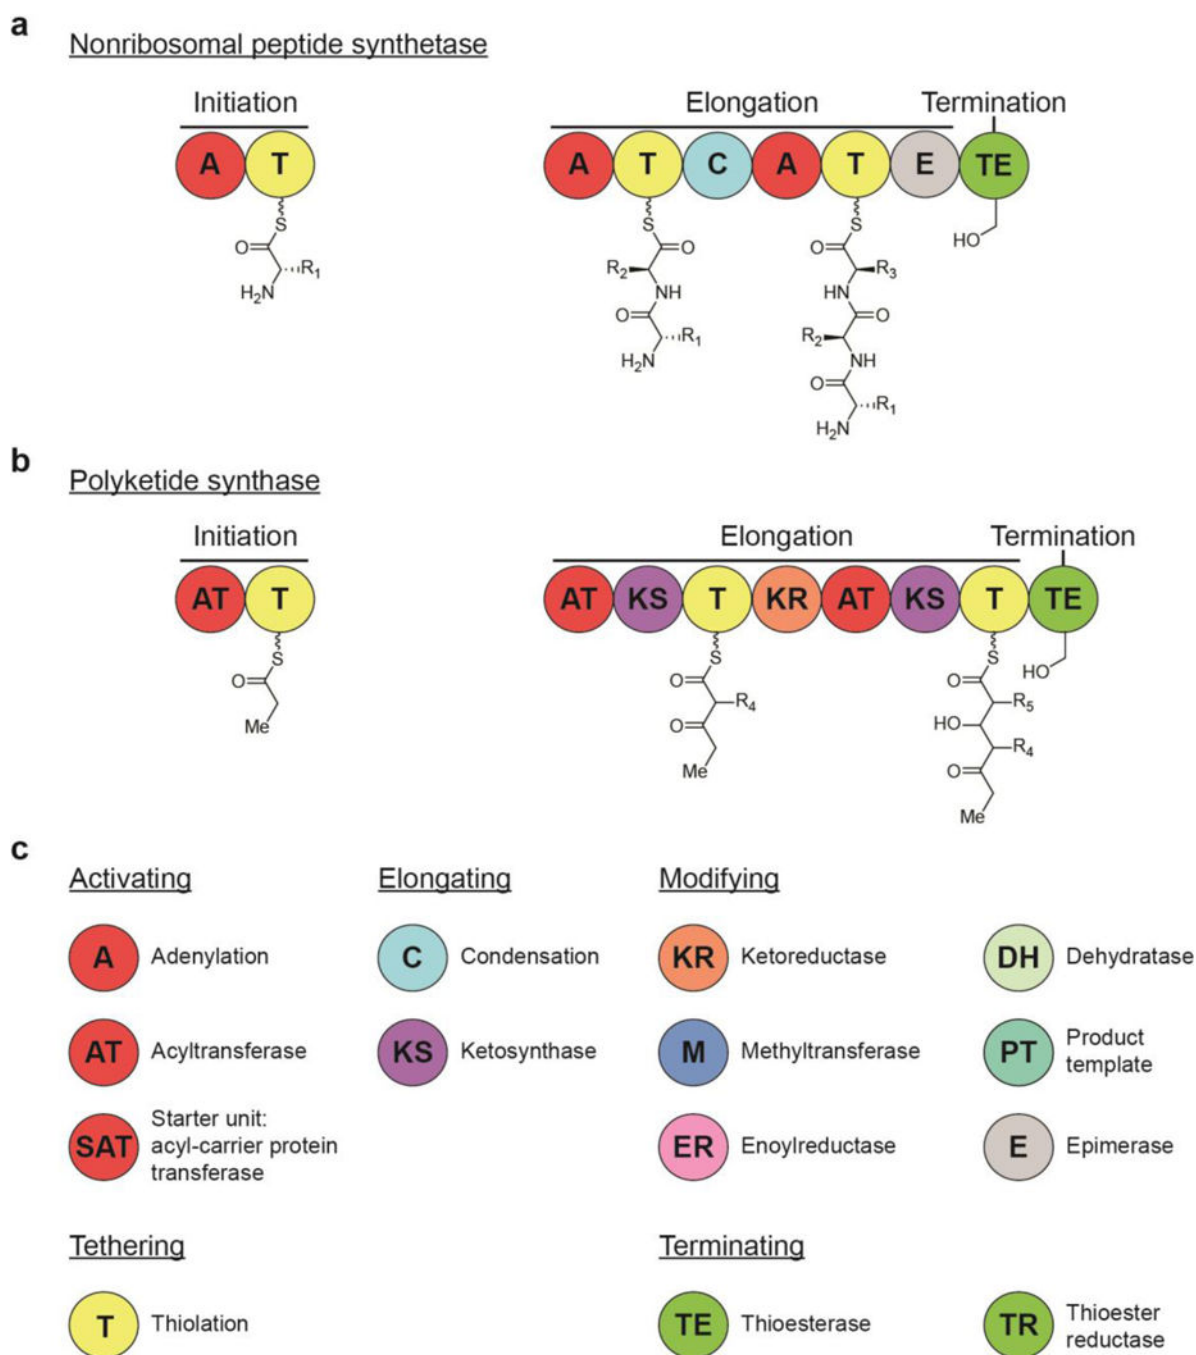 a
Nonribosomal peptide synthetase
Initiation
Elongation
Termination
A T
A T C A T E TE
S
O
R1
H2N
S
O
R2
NH
O
R1
H2N
S
O
R3
HN
O
R2
NH
O
R1
H2N
HO
b
Polyketide synthase
Initiation
Elongation
Termination
AT T
AT KS T KR AT KS T TE
S
O
Me
S
O
R4
O
Me
S
O
R5
HO
R4
O
Me
HO
c
Activating
A Adenylation
AT Acyltransferase
SAT Starter unit:
acyl-carrier protein
transferase
Elongating
C Condensation
KS Ketosynthase
Modifying
KR Ketoreductase
M Methyltransferase
ER Enoylreductase
DH Dehydratase
PT Product
template
E Epimerase
Tethering
T Thiolation
Terminating
TE Thioesterase
TR Thioester
reductase